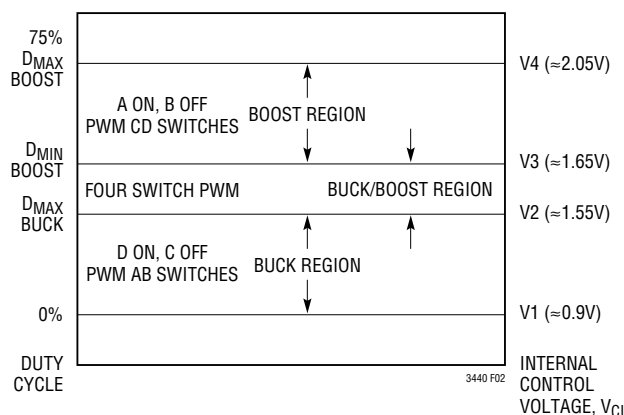 75%
DMAX
BOOST
V4 (≈2.05V)
A ON, B OFF
PWM CD SWITCHES
BOOST REGION
DMIN
BOOST
V3 (≈1.65V)
FOUR SWITCH PWM
BUCK/BOOST REGION
DMAX
BUCK
V2 (≈1.55V)
D ON, C OFF
PWM AB SWITCHES
BUCK REGION
0%
V1 (≈0.9V)
DUTY
CYCLE
3440 F02
INTERNAL
CONTROL
VOLTAGE, VCI